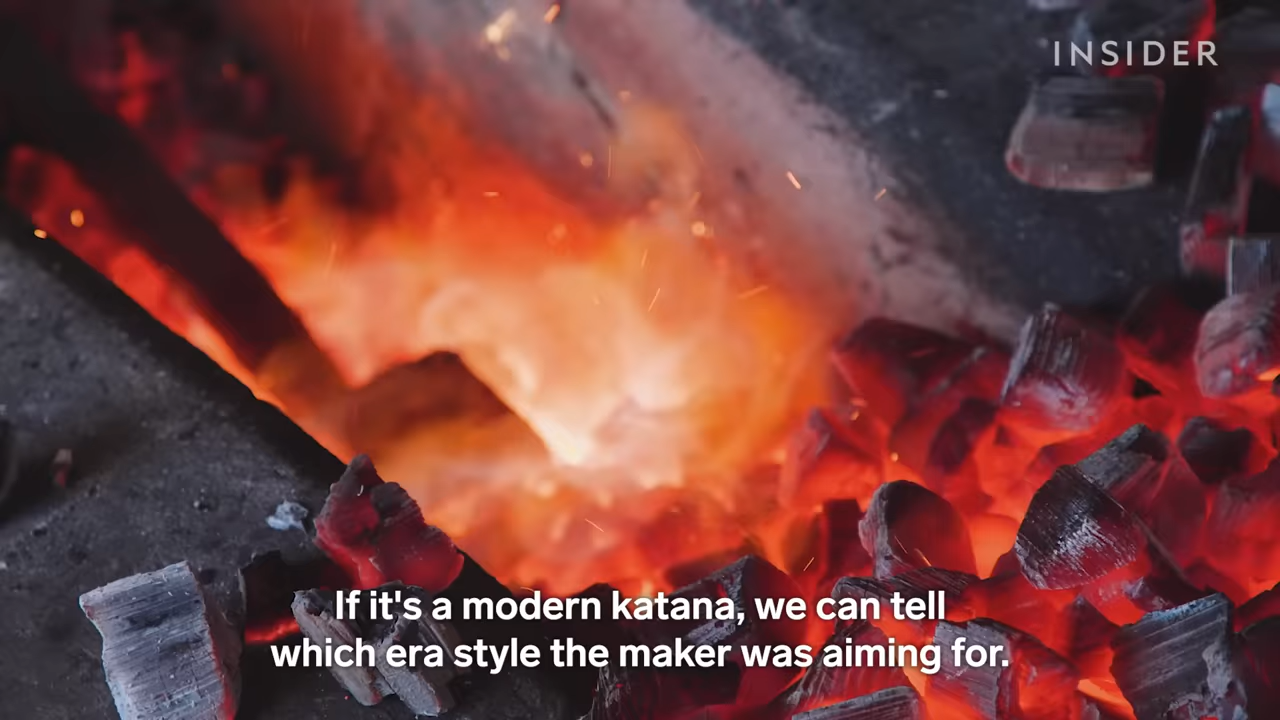 INSIDER
If it's a modern katana, we can tell
which era style the maker was aiming for.